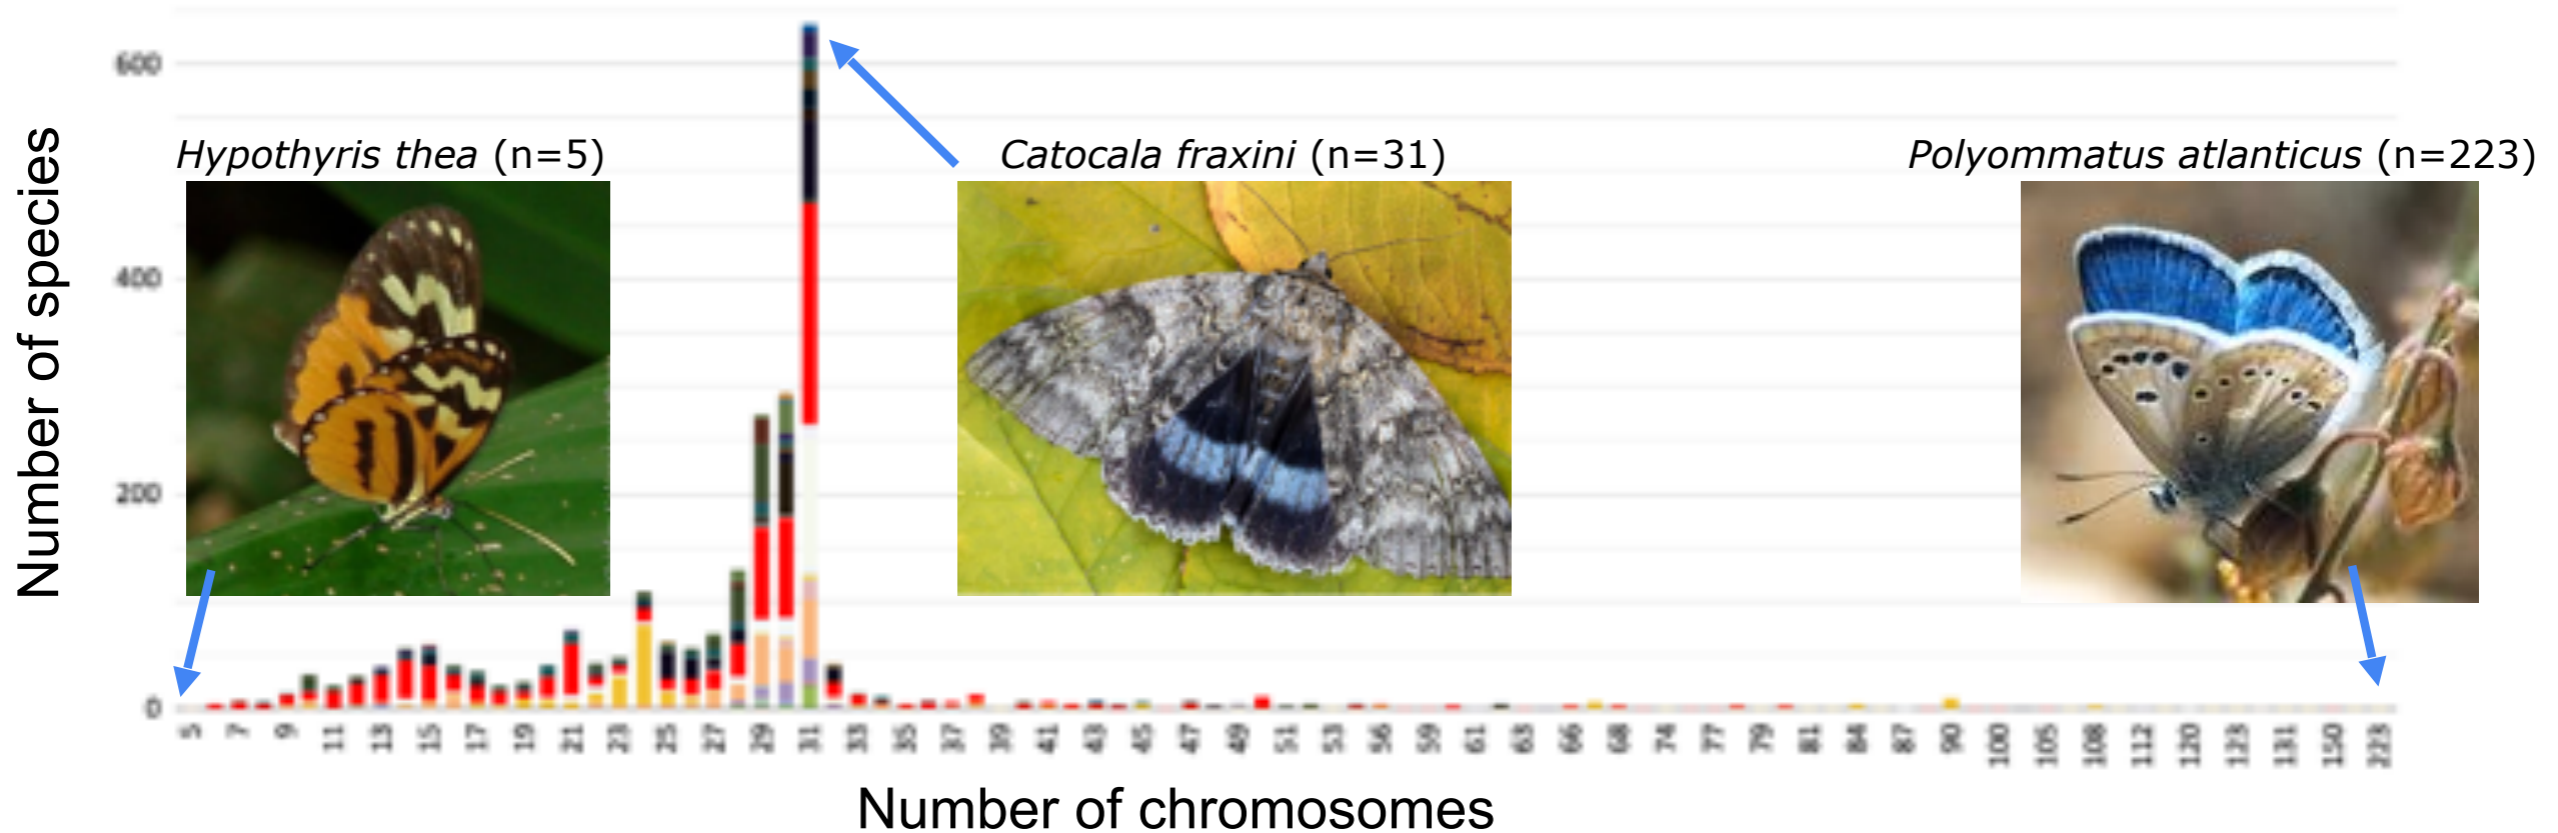 Number of species
600
400
200
0
Hypothyris thea (n=5)
Catocala fraxini (n=31)
Polyommatus atlanticus (n=223)
5 7 9 11 13 15 17 19 21 23 25 27 29 31 33 35 37 39 41 43 45 47 49 51 53 56 59 61 63 66 68 74 77 79 81 84 87 90 100 105 108 112 120 123 131 150 223
Number of chromosomes